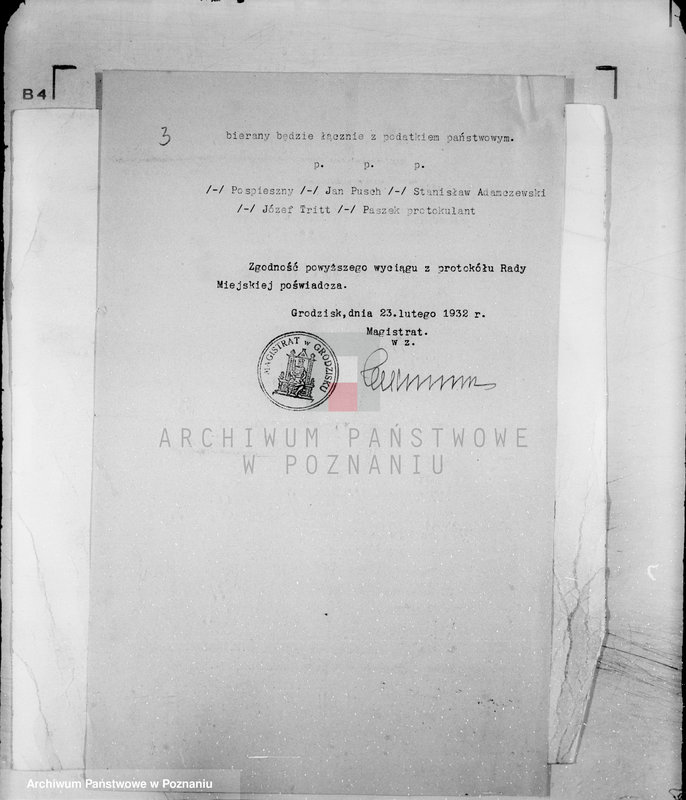 B4
3
bierany będzie łącznie z podatkiem państwowym.
p. p. p.
/-/ Pospieszny /-/ Jan Pusch /-/ Stanisław Adamczewski
/-/ Józef Tritt /-/ Paszek protokulant
Zgodność powyższego wyciągu z protokółu Rady
Miejskiej poświadcza.
Grodzisk,dnia 23.lutego 1932 r.
Magistrat.
w z.
MAGISTRAT w GRODZISKU
ARCHIWUM PAŃSTWOWE
W POZNANIU
Archiwum Państwowe w Poznaniu